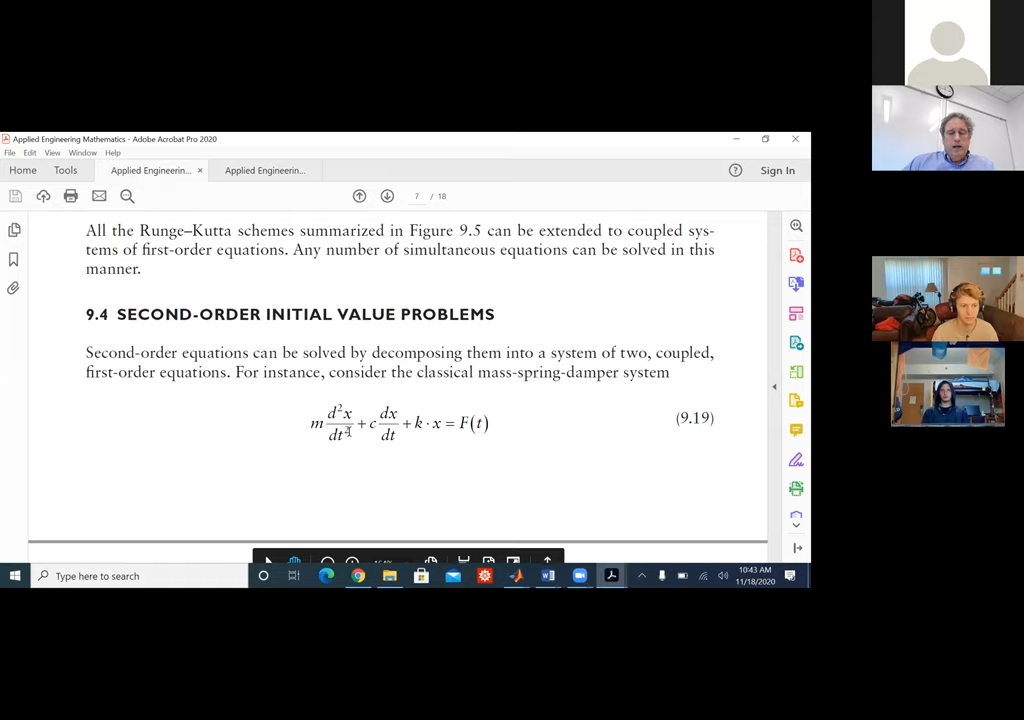 Applied Engineering Mathematics - Adobe Acrobat Pro 2020
File Edit View Window Help
Home Tools Applied Engineerin... × Applied Engineerin... Sign In
7 / 18
All the Runge–Kutta schemes summarized in Figure 9.5 can be extended to coupled sys-
tems of first-order equations. Any number of simultaneous equations can be solved in this
manner.
9.4 SECOND-ORDER INITIAL VALUE PROBLEMS
Second-order equations can be solved by decomposing them into a system of two, coupled,
first-order equations. For instance, consider the classical mass-spring-damper system
m d²x/dt² + c dx/dt + k · x = F(t) (9.19)
Type here to search
10:43 AM
11/18/2020